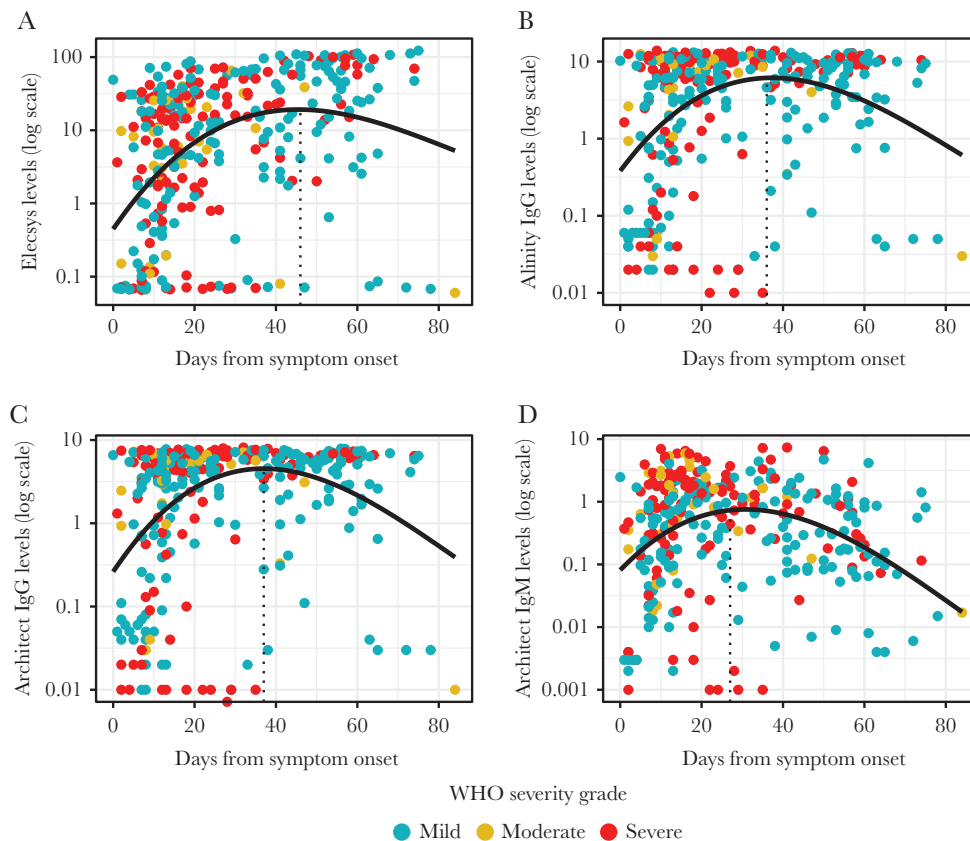 A
Elecsys levels (log scale)
100
10
1
0.1
0 20 40 60 80
Days from symptom onset
B
Alinity IgG levels (log scale)
10
1
0.1
0.01
0 20 40 60 80
Days from symptom onset
C
Architect IgG levels (log scale)
10
1
0.1
0.01
0 20 40 60 80
Days from symptom onset
D
Architect IgM levels (log scale)
10
1
0.1
0.01
0.001
0 20 40 60 80
Days from symptom onset
WHO severity grade
Mild Moderate Severe